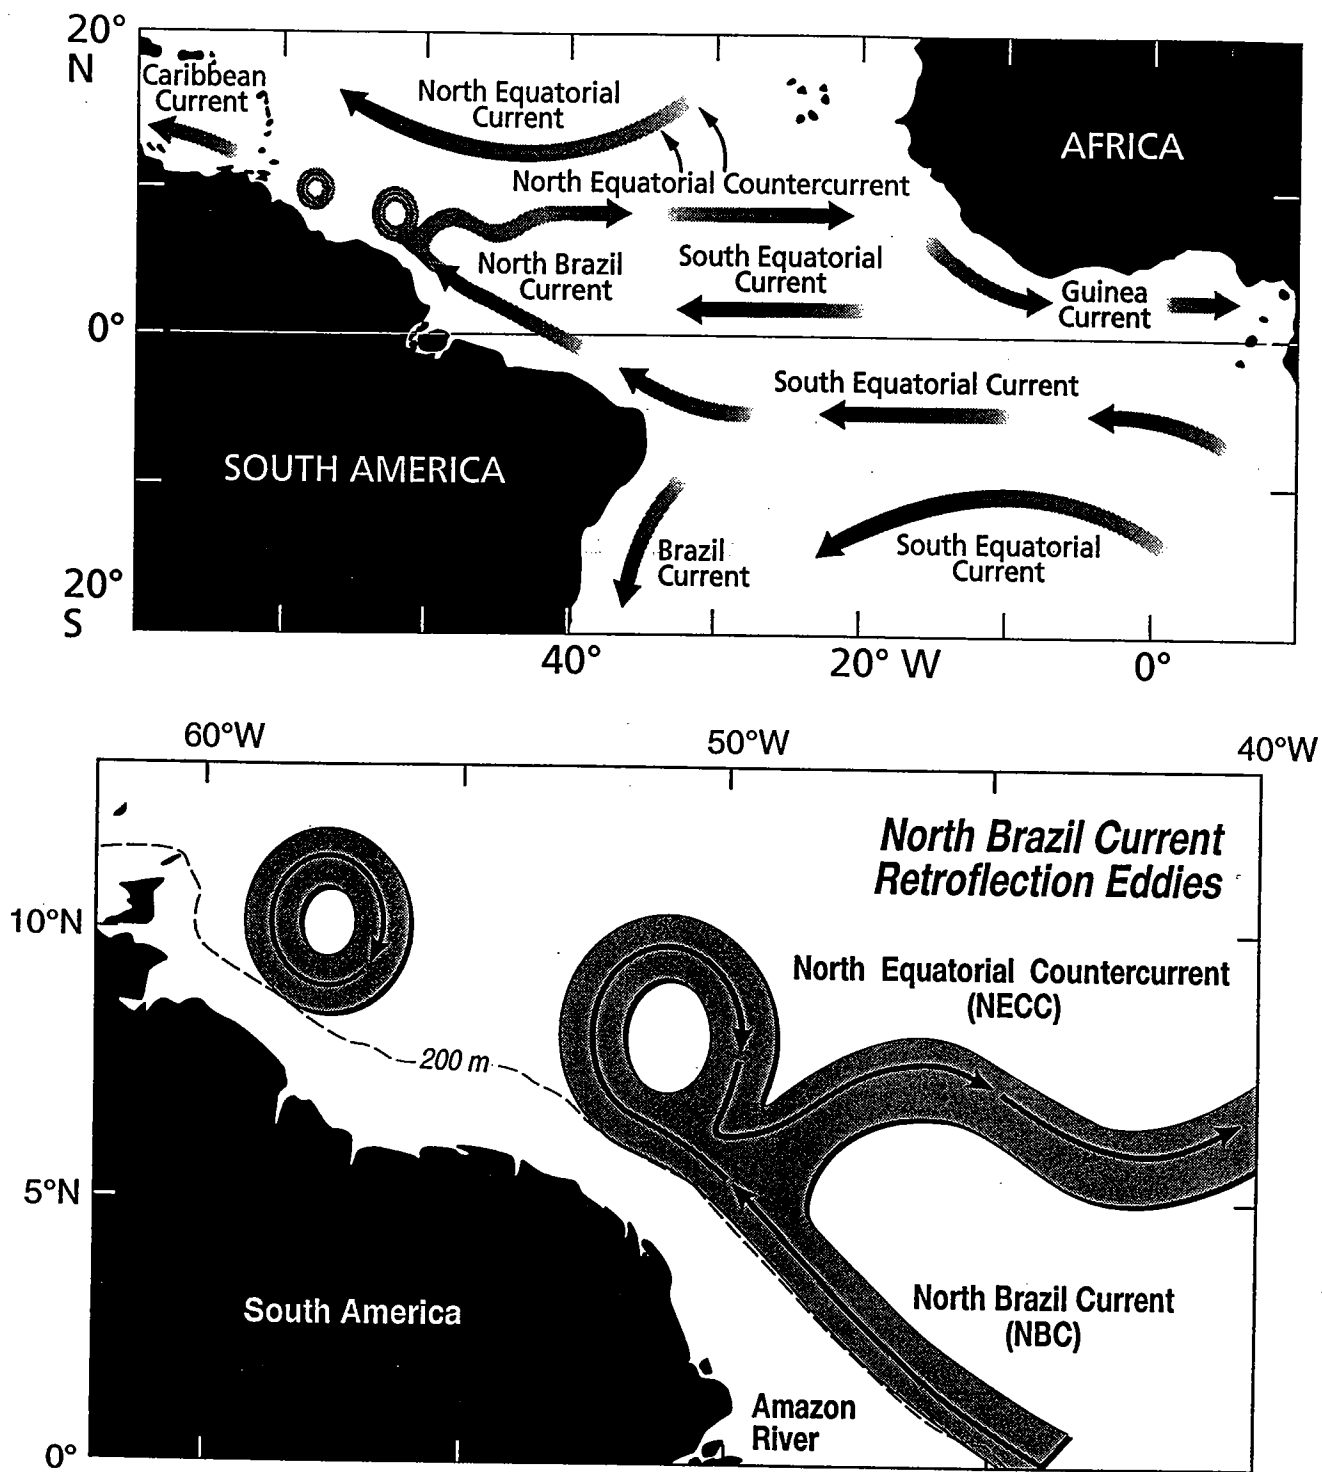 20°
N
Caribbean
Current
North Equatorial
Current
AFRICA
North Equatorial Countercurrent
North Brazil
Current
South Equatorial
Current
Guinea
Current
0°
South Equatorial Current
SOUTH AMERICA
Brazil
Current
South Equatorial
Current
20°
S
40°
20° W
0°
60°W
50°W
40°W
North Brazil Current
Retroflection Eddies
10°N
North Equatorial Countercurrent
(NECC)
200 m
5°N
South America
North Brazil Current
(NBC)
Amazon
River
0°